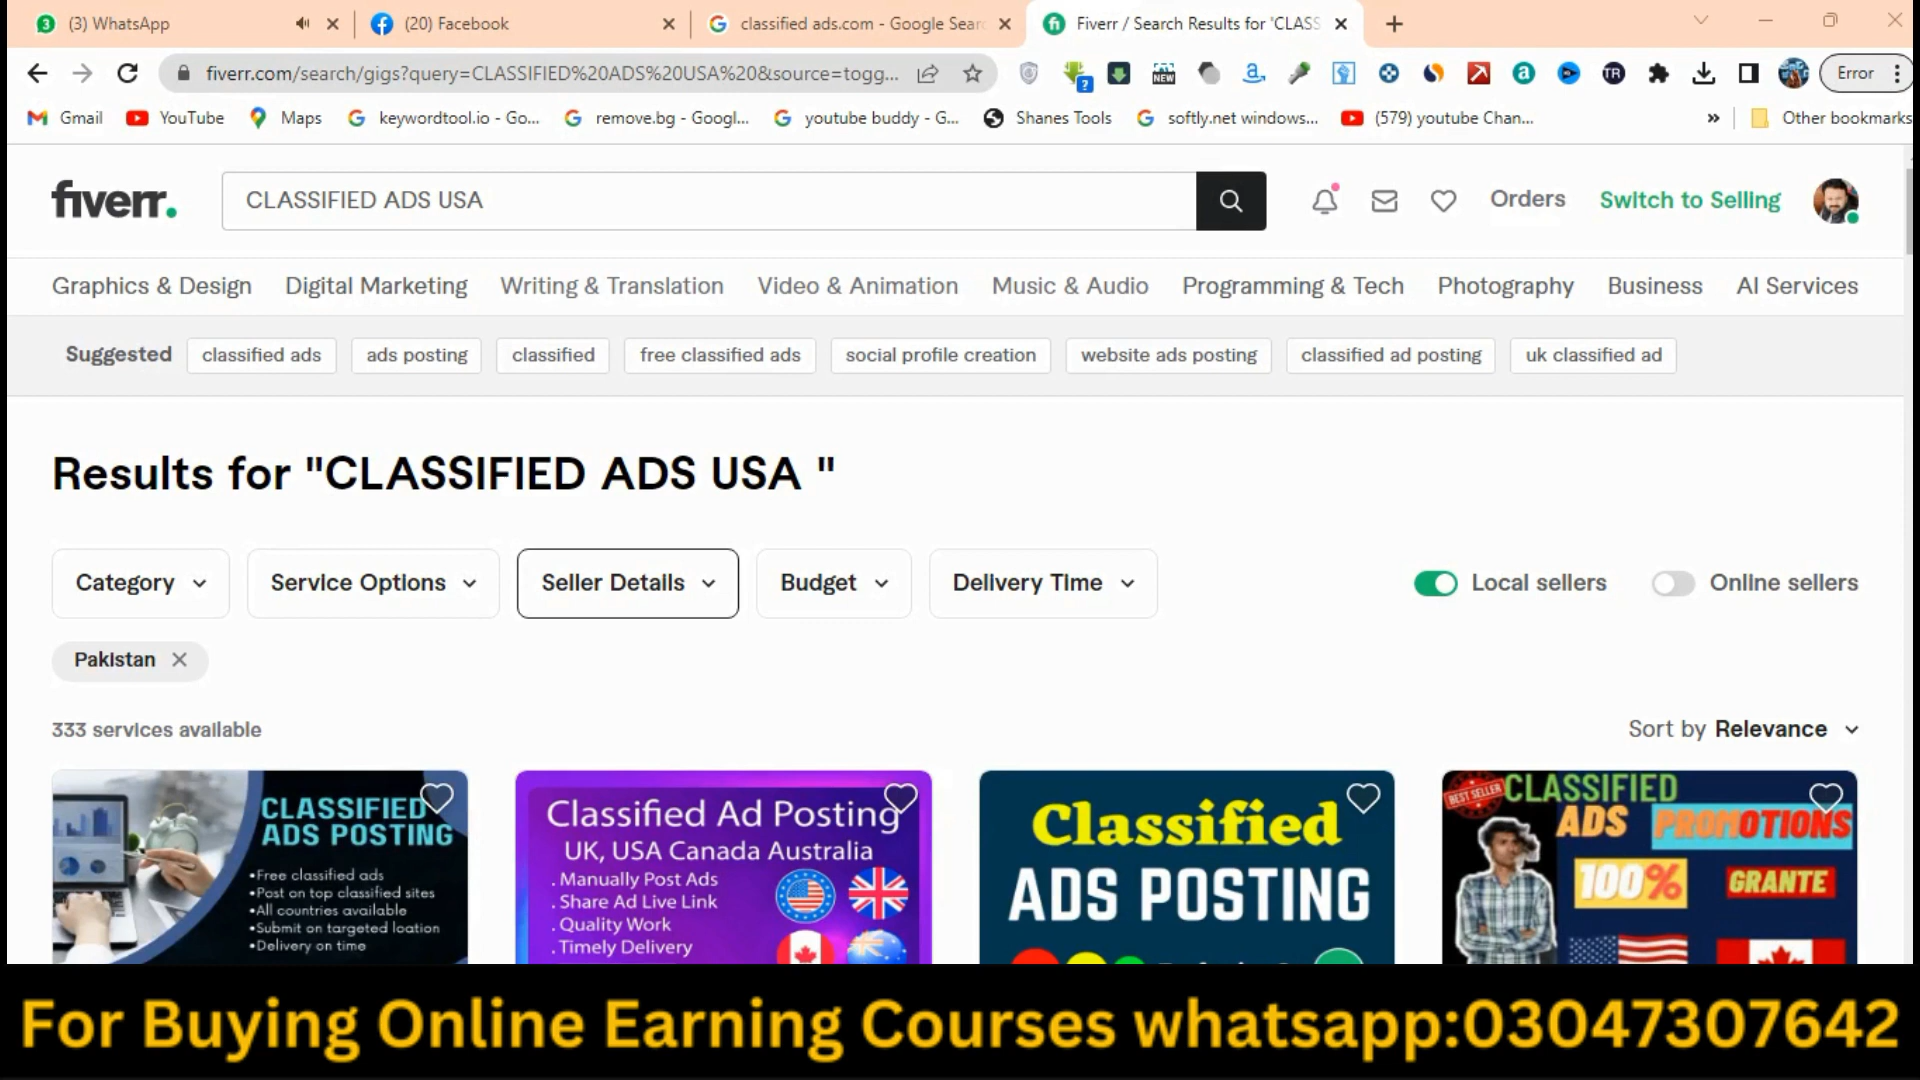 (3) WhatsApp
(20) Facebook
classified ads.com - Google Sear
Fiverr / Search Results for 'CLASS
fiverr.com/search/gigs?query=CLASSIFIED%20ADS%20USA%20&source=togg...
Error
Gmail
YouTube
Maps
keywordtool.io - Go...
remove.bg - Googl...
youtube buddy - G...
Shanes Tools
softly.net windows...
(579) youtube Chan...
»
Other bookmarks
fiverr.
CLASSIFIED ADS USA
Orders
Switch to Selling
Graphics & Design
Digital Marketing
Writing & Translation
Video & Animation
Music & Audio
Programming & Tech
Photography
Business
AI Services
Suggested
classified ads
ads posting
classified
free classified ads
social profile creation
website ads posting
classified ad posting
uk classified ad
Results for "CLASSIFIED ADS USA "
Category
Service Options
Seller Details
Budget
Delivery Time
Local sellers
Online sellers
Pakistan
333 services available
Sort by Relevance
CLASSIFIED
ADS POSTING
•Free classified ads
•Post on top classified sites
•All countries available
•Submit on targeted location
•Delivery on time
Classified Ad Posting
UK, USA Canada Australia
. Manually Post Ads
. Share Ad Live Link
. Quality Work
. Timely Delivery
Classified
ADS POSTING
BEST SELLER
CLASSIFIED
ADS PROMOTIONS
100% GRANTE
For Buying Online Earning Courses whatsapp:03047307642